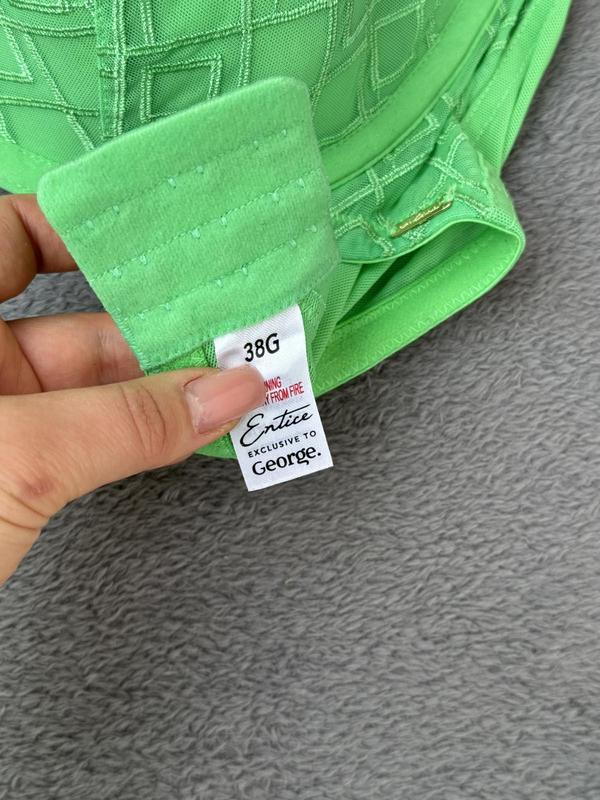 38G
FROM FIRE
Entice
EXCLUSIVE TO
George.